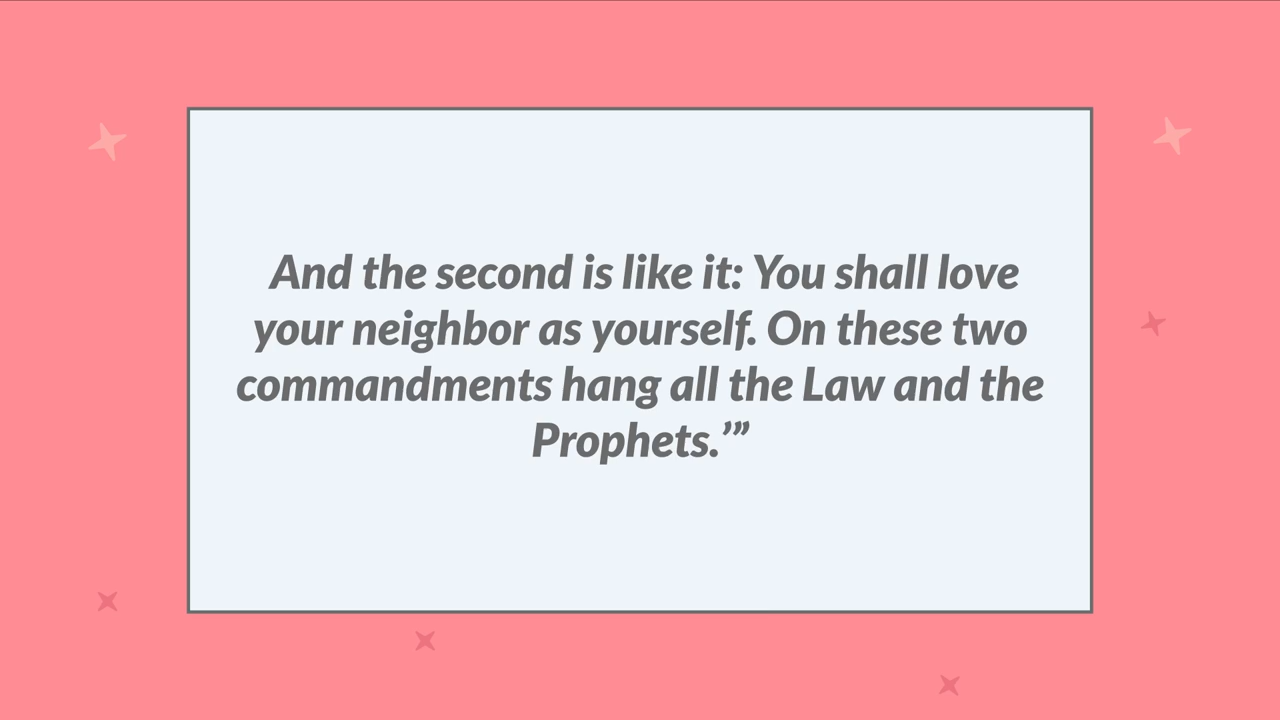 And the second is like it: You shall love
your neighbor as yourself. On these two
commandments hang all the Law and the
Prophets.’”